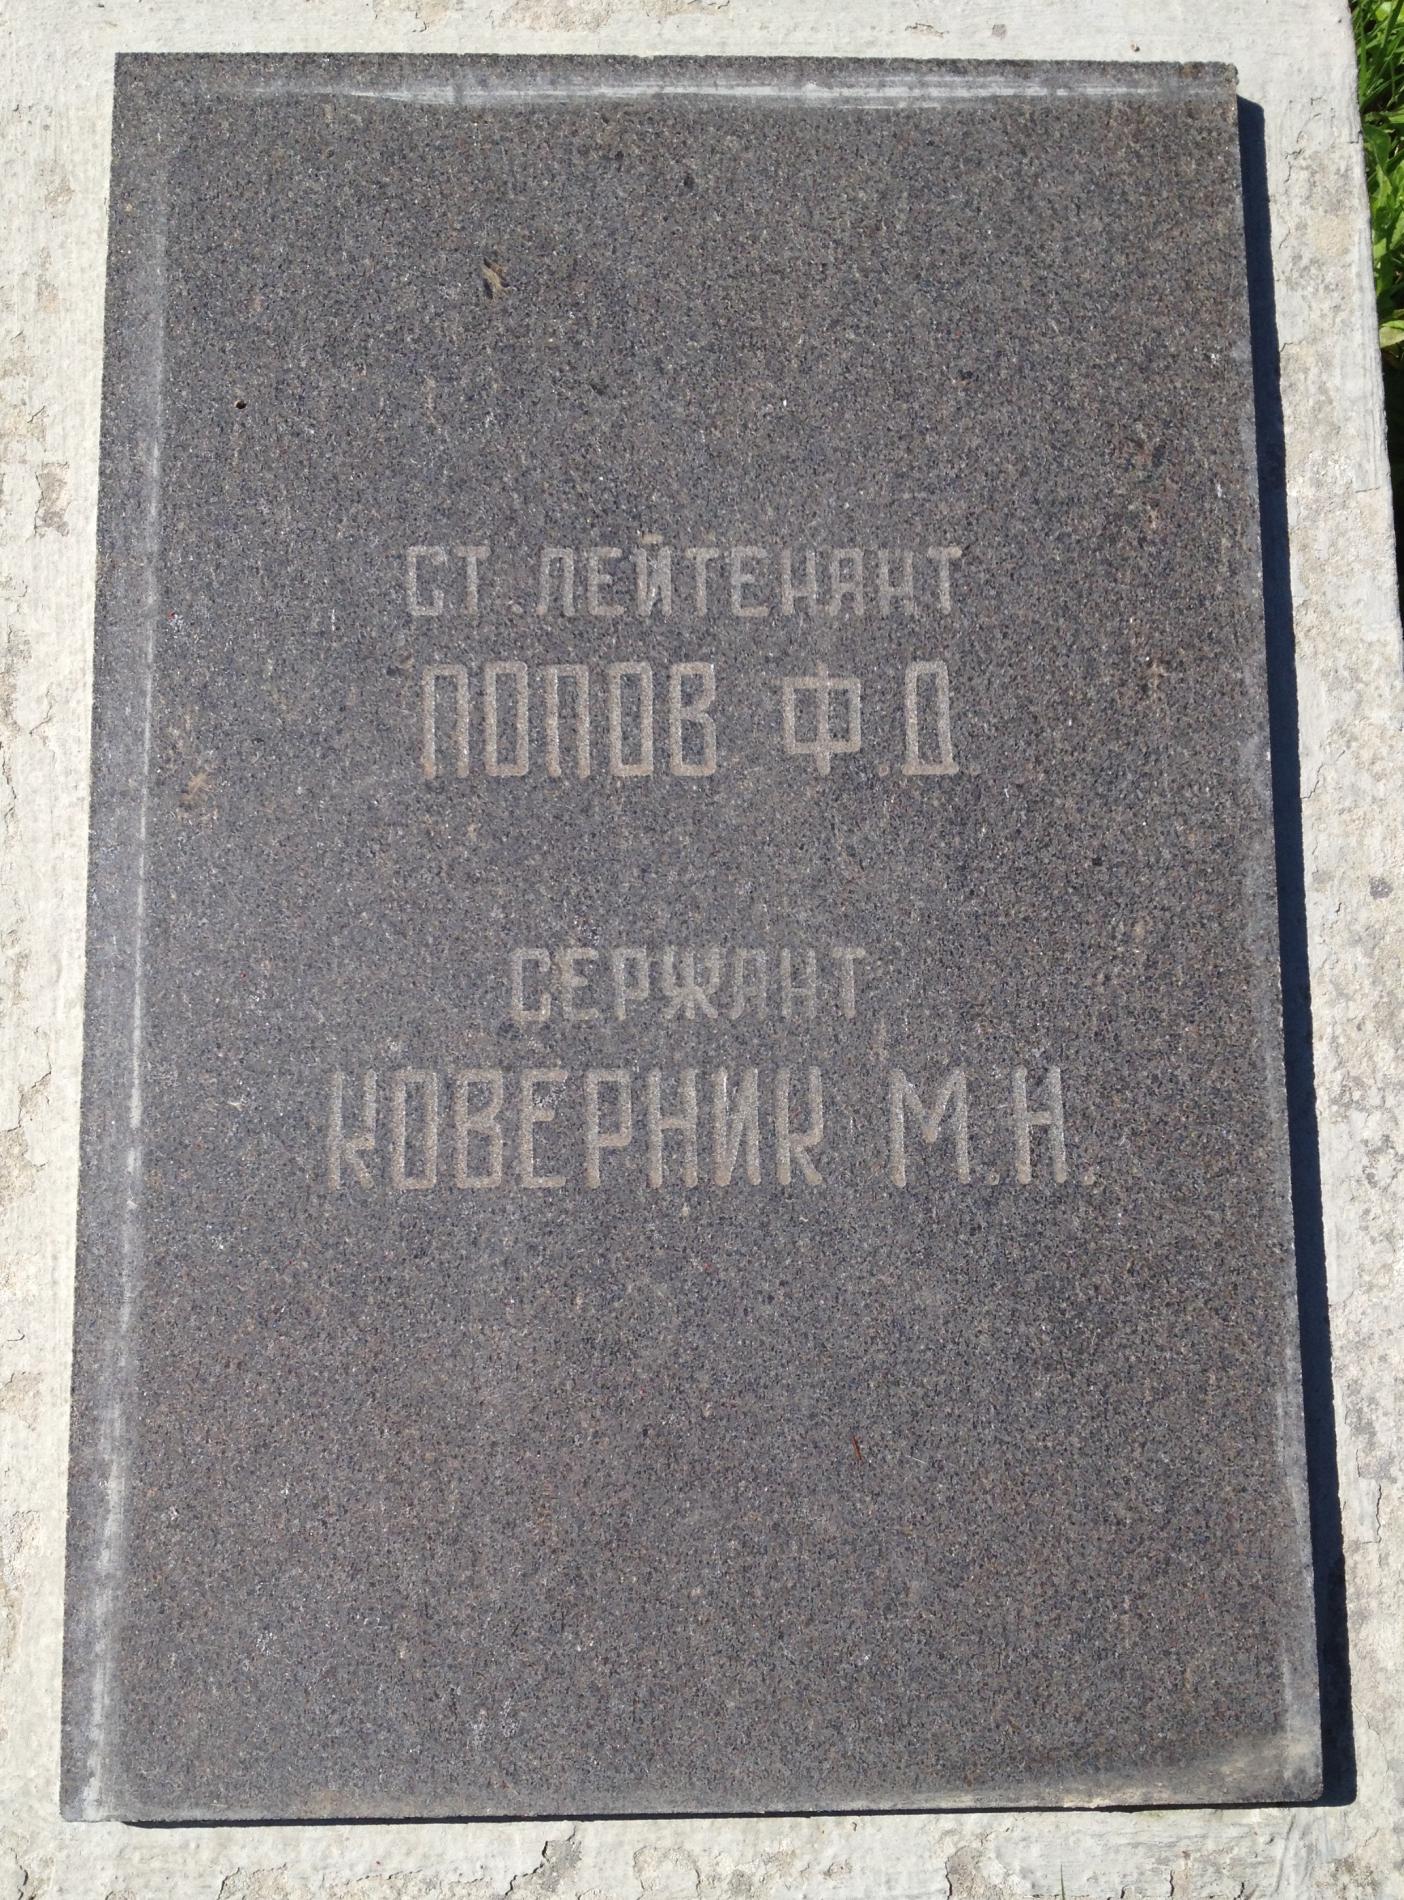 СТ. ЛЕЙТЕНАНТ
ПОПОВ Ф.Д.
СЕРЖАНТ
КОВЕРНИК М.Н.